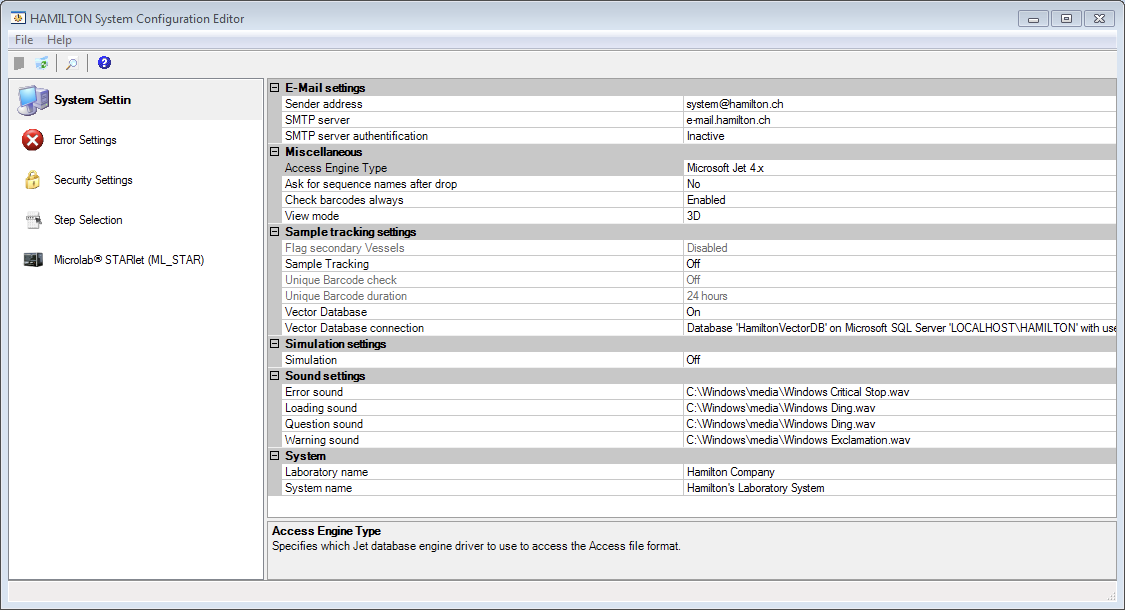 HAMILTON System Configuration Editor
File Help
System Settin
Error Settings
Security Settings
Step Selection
Microlab® STARlet (ML_STAR)
E-Mail settings
Sender address system@hamilton.ch
SMTP server e-mail.hamilton.ch
SMTP server authentification Inactive
Miscellaneous
Access Engine Type Microsoft Jet 4.x
Ask for sequence names after drop No
Check barcodes always Enabled
View mode 3D
Sample tracking settings
Flag secondary Vessels Disabled
Sample Tracking Off
Unique Barcode check Off
Unique Barcode duration 24 hours
Vector Database On
Vector Database connection Database 'HamiltonVectorDB' on Microsoft SQL Server 'LOCALHOST\HAMILTON' with use
Simulation settings
Simulation Off
Sound settings
Error sound C:\Windows\media\Windows Critical Stop.wav
Loading sound C:\Windows\media\Windows Ding.wav
Question sound C:\Windows\media\Windows Ding.wav
Warning sound C:\Windows\media\Windows Exclamation.wav
System
Laboratory name Hamilton Company
System name Hamilton's Laboratory System
Access Engine Type
Specifies which Jet database engine driver to use to access the Access file format.